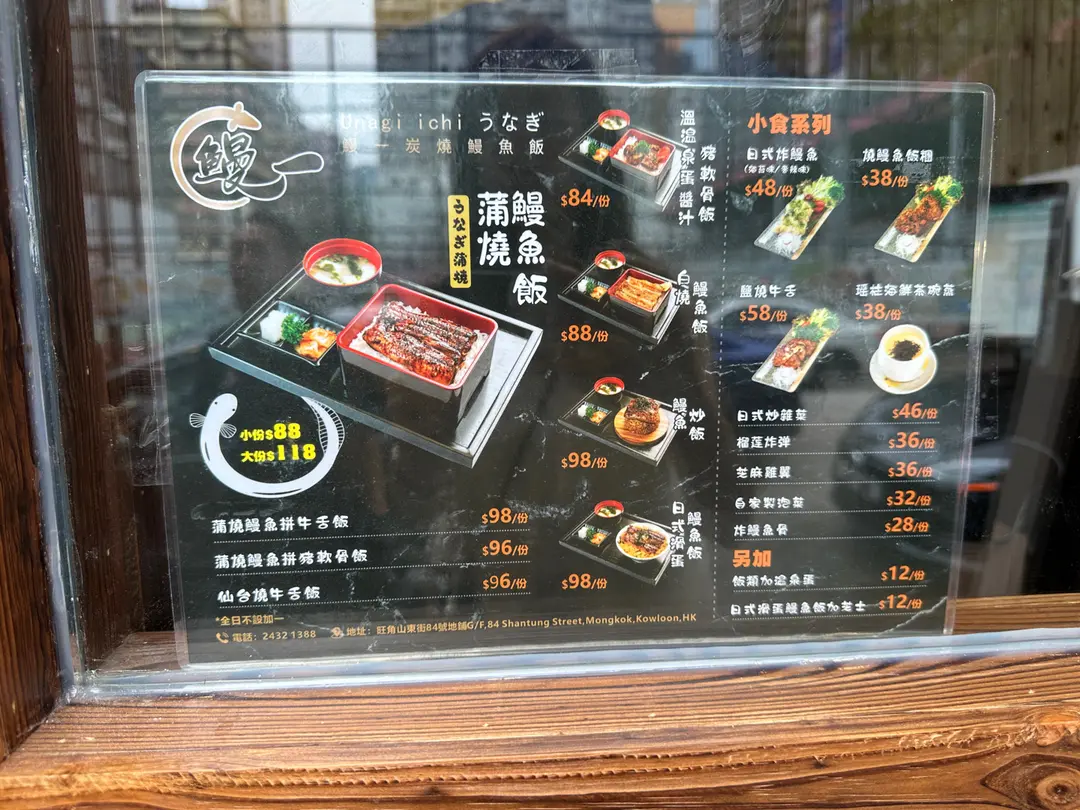 鰻一
Unagi ichi うなぎ
鰻一炭燒鰻魚飯
うなぎ蒲燒
蒲燒
鰻魚飯
小份$88
大份$118
蒲燒鰻魚拼牛舌飯 $98/份
蒲燒鰻魚拼豬軟骨飯 $96/份
仙台燒牛舌飯 $96/份
*全日不設加一
電話：2432 1388 地址：旺角山東街84號地舖G/F,84 Shantung Street,Mongkok,Kowloon,HK
溫泉蛋醬汁
豬軟骨飯
$84/份
白燒
鰻魚飯
$88/份
鰻魚
炒飯
$98/份
日式滑蛋
鰻魚飯
$98/份
小食系列
日式炸鰻魚
$48/份
燒鰻魚飯糰
$38/份
鹽燒牛舌
$58/份
瑶柱海鮮茶碗蒸
$38/份
日式炒雜菜 $46/份
榴莲炸弹 $36/份
芝麻雞翼 $36/份
自家製泡菜 $32/份
炸鰻魚骨 $28/份
另加
飯類加溫泉蛋 $12/份
日式滑蛋鰻魚飯加芝士 $12/份